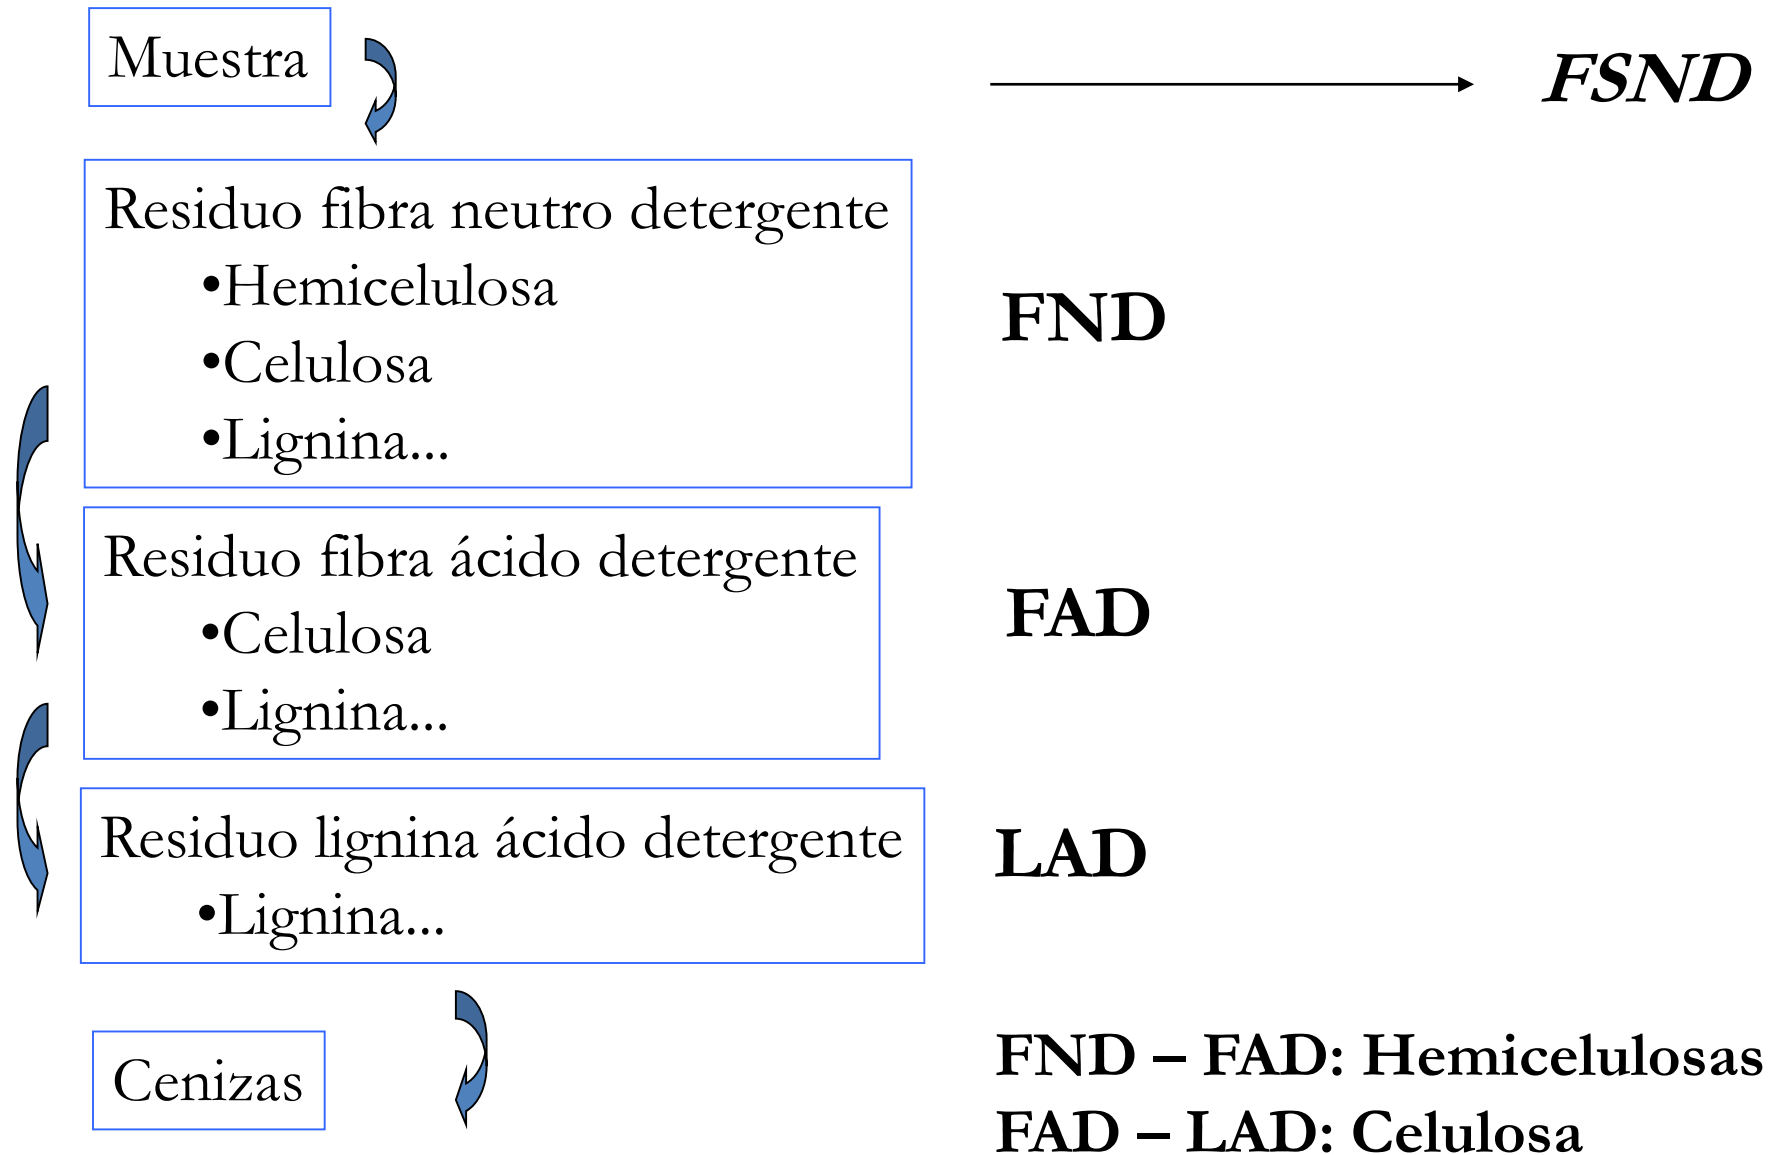 Muestra
FSND
Residuo fibra neutro detergente
•Hemicelulosa
•Celulosa
•Lignina...
FND
Residuo fibra ácido detergente
•Celulosa
•Lignina...
FAD
Residuo lignina ácido detergente
•Lignina...
LAD
Cenizas
FND – FAD: Hemicelulosas
FAD – LAD: Celulosa